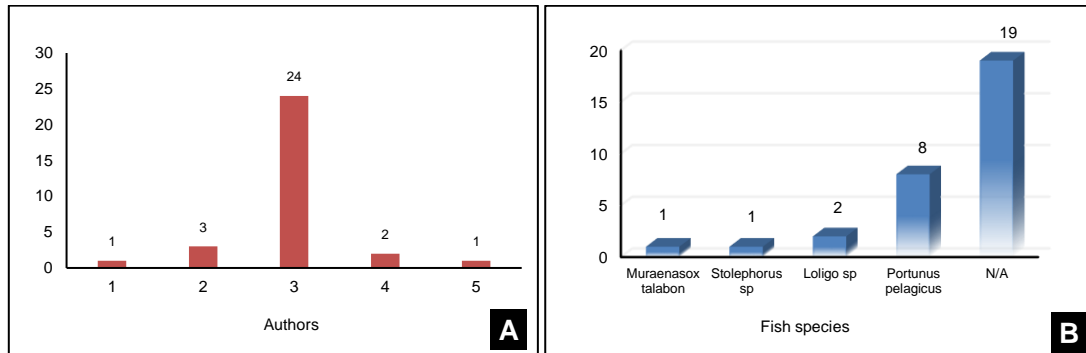 30
25
20
15
10
5
0
1
3
24
2
1
1
2
3
4
5
Authors
A
20
15
10
5
0
1
1
2
8
19
Muraenasox
talabon
Stolephorus
sp
Loligo sp
Portunus
pelagicus
N/A
Fish species
B